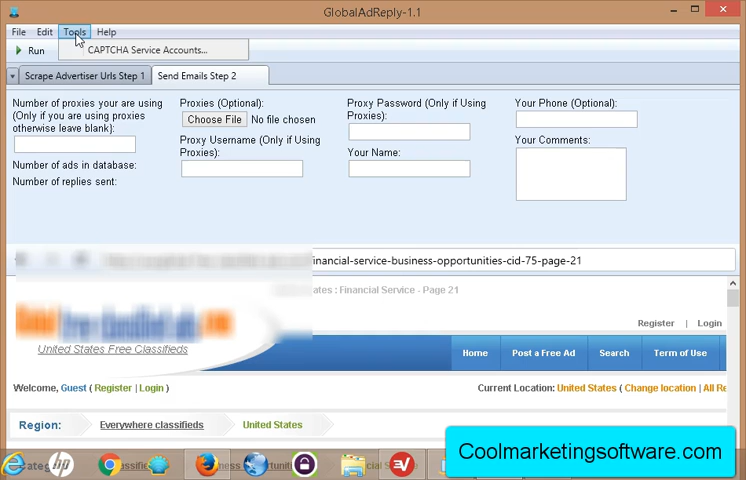 GlobalAdReply-1.1
File Edit Tools Help
Run
CAPTCHA Service Accounts...
Scrape Advertiser Urls Step 1 Send Emails Step 2
Number of proxies your are using (Only if you are using proxies otherwise leave blank):
Number of ads in database:
Number of replies sent:
Proxies (Optional):
Choose File No file chosen
Proxy Username (Only if Using Proxies):
Proxy Password (Only if Using Proxies):
Your Name:
Your Phone (Optional):
Your Comments:
financial-service-business-opportunities-cid-75-page-21
: Financial Service - Page 21
Register | Login
United States Free Classifieds
Home Post a Free Ad Search Term of Use
Welcome, Guest ( Register | Login )
Current Location: United States ( Change location | All Re
Region: Everywhere classifieds United States
Coolmarketingsoftware.com